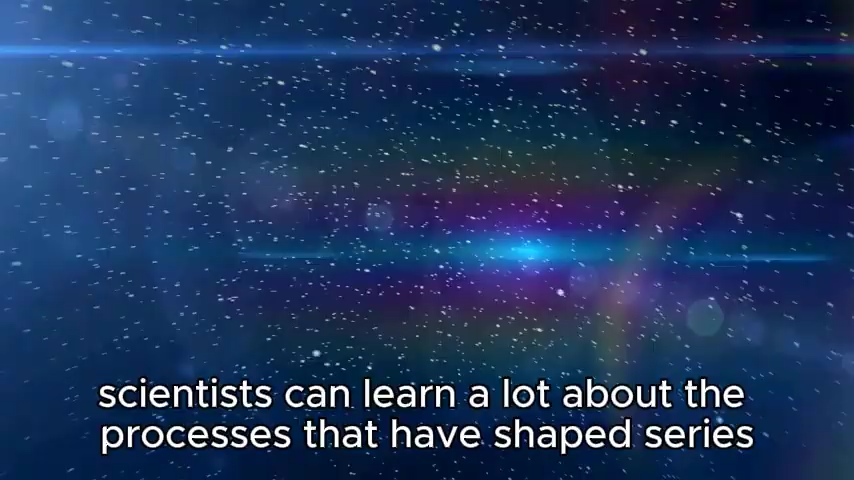 scientists can learn a lot about the
processes that have shaped series